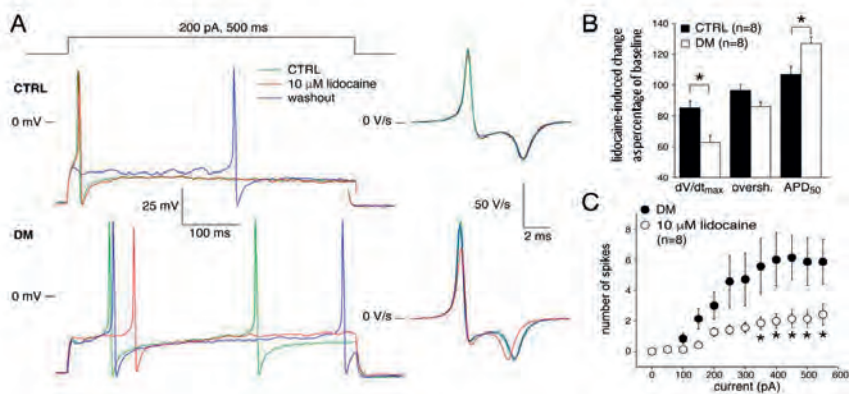 A
200 pA, 500 ms
CTRL
10 µM lidocaine
washout
CTRL
0 mV
0 V/s
25 mV
100 ms
50 V/s
2 ms
DM
0 mV
0 V/s
B
CTRL (n=8)
DM (n=8)
*
*
lidocaine-induced change
aspercentage of baseline
140
120
100
80
60
40
dV/dtmax
oversh.
APD50
C
DM
10 µM lidocaine
(n=8)
number of spikes
8
6
4
2
0
* * * * *
0 100 200 300 400 500 600
current (pA)